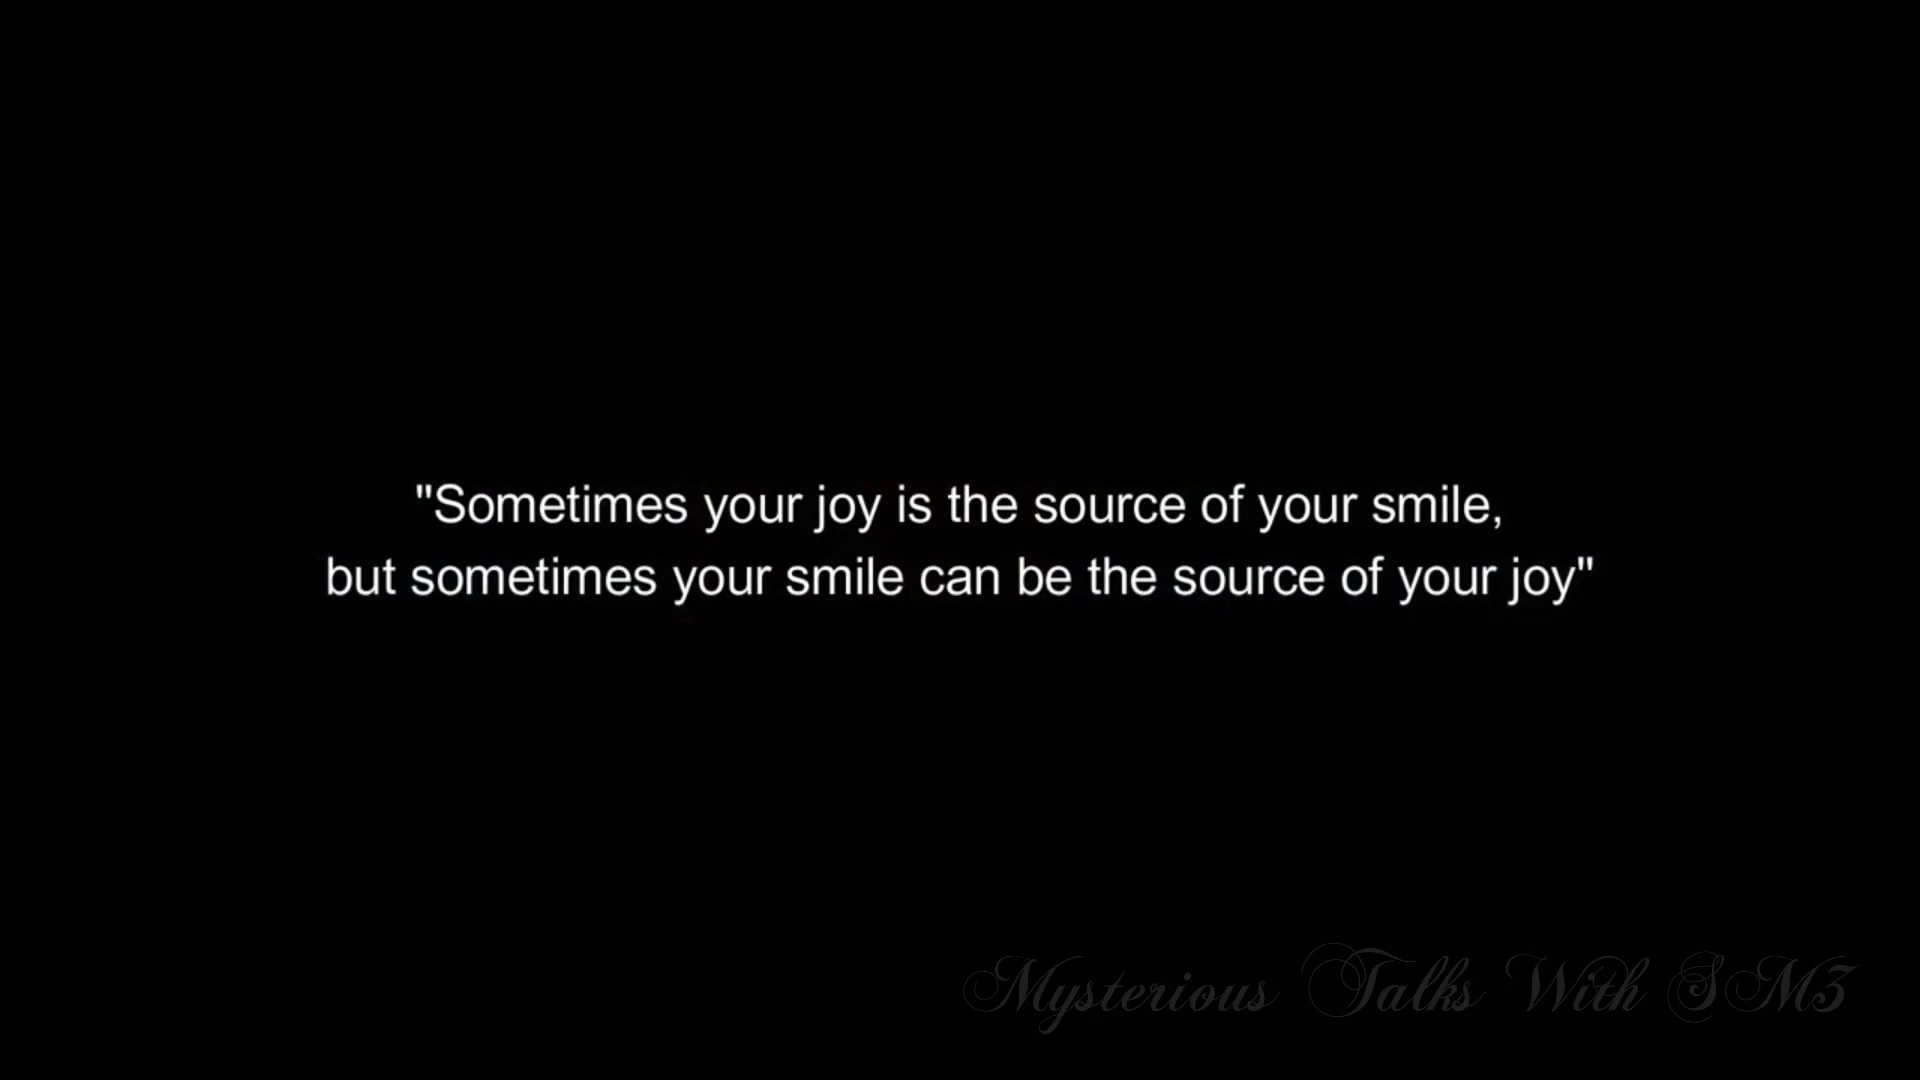 "Sometimes your joy is the source of your smile,
but sometimes your smile can be the source of your joy"
Mysterious Talks With SM3